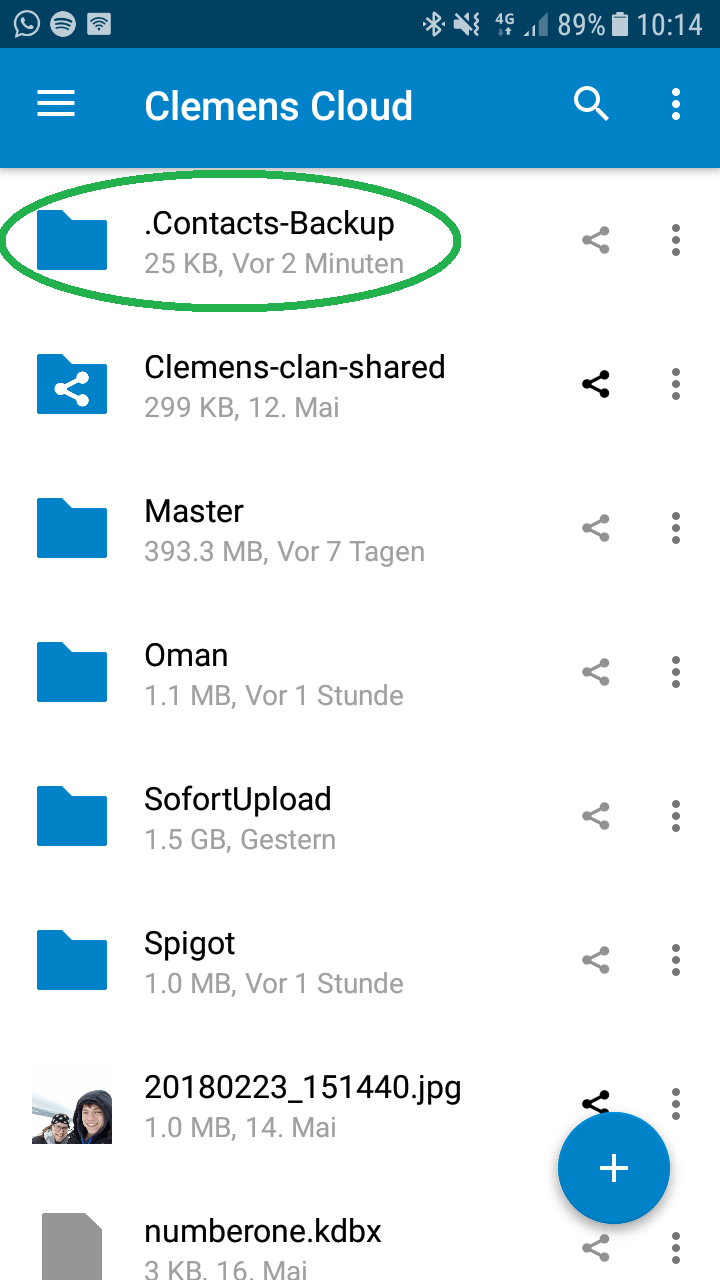 4G 89% 10:14
Clemens Cloud
.Contacts-Backup
25 KB, Vor 2 Minuten
Clemens-clan-shared
299 KB, 12. Mai
Master
393.3 MB, Vor 7 Tagen
Oman
1.1 MB, Vor 1 Stunde
SofortUpload
1.5 GB, Gestern
Spigot
1.0 MB, Vor 1 Stunde
20180223_151440.jpg
1.0 MB, 14. Mai
numberone.kdbx
3 KB, 16. Mai